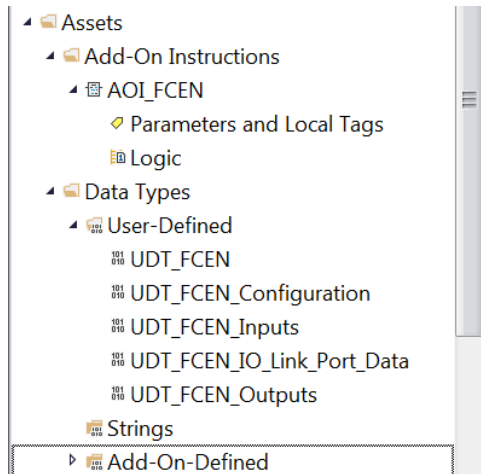 Assets
Add-On Instructions
AOI_FCEN
Parameters and Local Tags
Logic
Data Types
User-Defined
UDT_FCEN
UDT_FCEN_Configuration
UDT_FCEN_Inputs
UDT_FCEN_IO_Link_Port_Data
UDT_FCEN_Outputs
Strings
Add-On-Defined